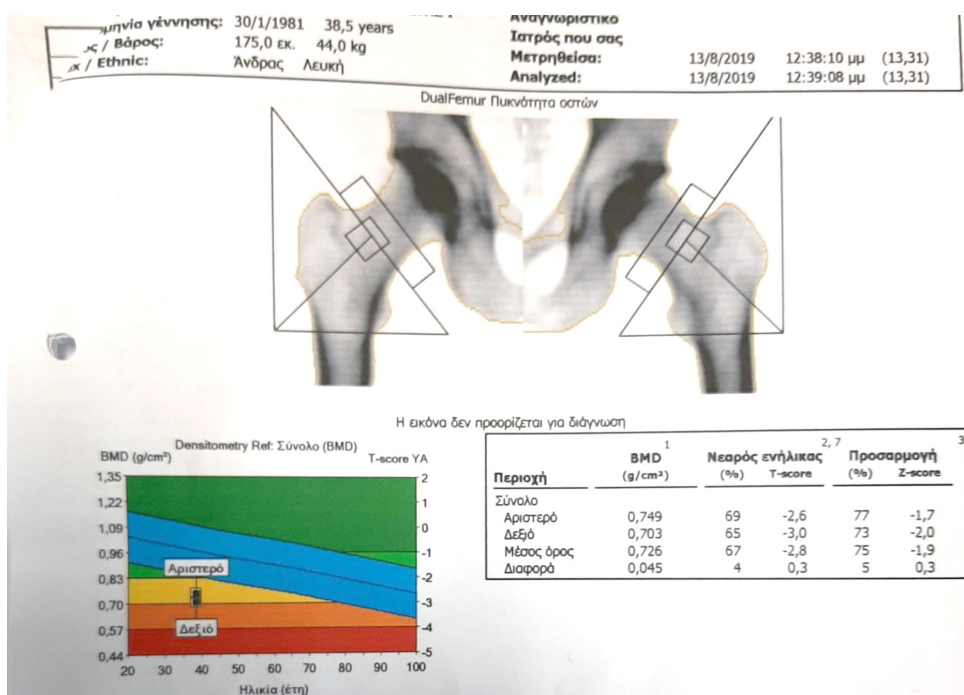 γέννησης: 30/1/1981 38,5 years
/ Βάρος: 175,0 εκ. 44,0 kg
/ Ethnic: Άνδρας Λευκή
Αναγνωριστικό
Ιατρός που σας
Μετρηθείσα: 13/8/2019 12:38:10 μμ (13,31)
Analyzed: 13/8/2019 12:39:08 μμ (13,31)
DualFemur Πυκνότητα οστών
Η εικόνα δεν προορίζεται για διάγνωση
Densitometry Ref: Σύνολο (BMD)
BMD (g/cm²) T-score YA
1,35 2
1,22 1
1,09 0
0,96 -1
0,83 -2
0,70 -3
0,57 -4
0,44 -5
Αριστερό
Δεξιό
20 30 40 50 60 70 80 90 100
Ηλικία (έτη)
1 2,7 3
BMD Νεαρός ενήλικας Προσαρμογή
Περιοχή (g/cm²) (%) T-score (%) Z-score
Σύνολο
Αριστερό 0,749 69 -2,6 77 -1,7
Δεξιό 0,703 65 -3,0 73 -2,0
Μέσος όρος 0,726 67 -2,8 75 -1,9
Διαφορά 0,045 4 0,3 5 0,3